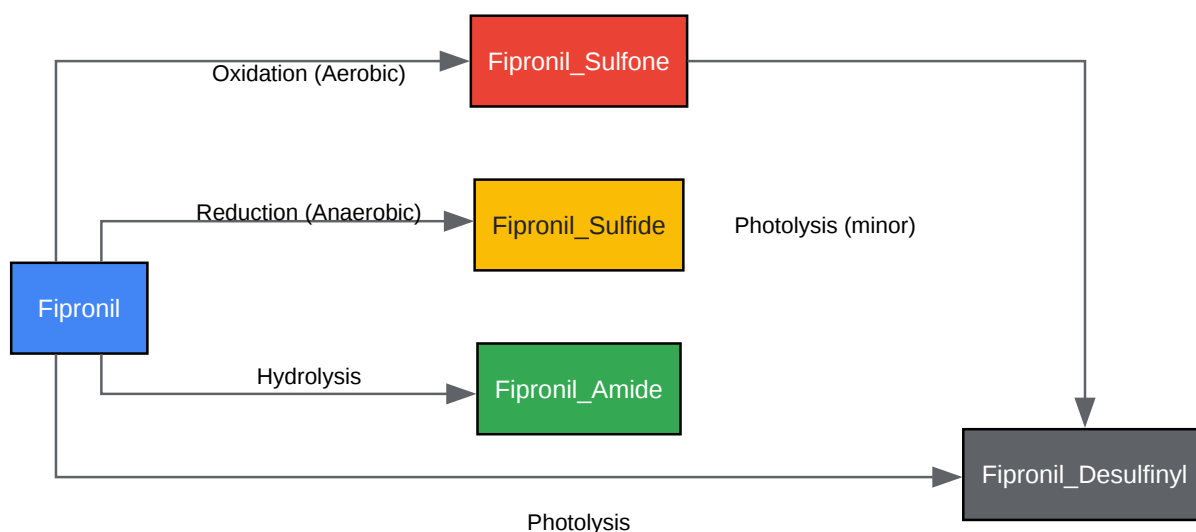 Fipronil_Sulfone
Oxidation (Aerobic)
Reduction (Anaerobic)
Fipronil_Sulfide
Photolysis (minor)
Fipronil
Hydrolysis
Fipronil_Amide
Fipronil_Desulfinyl
Photolysis